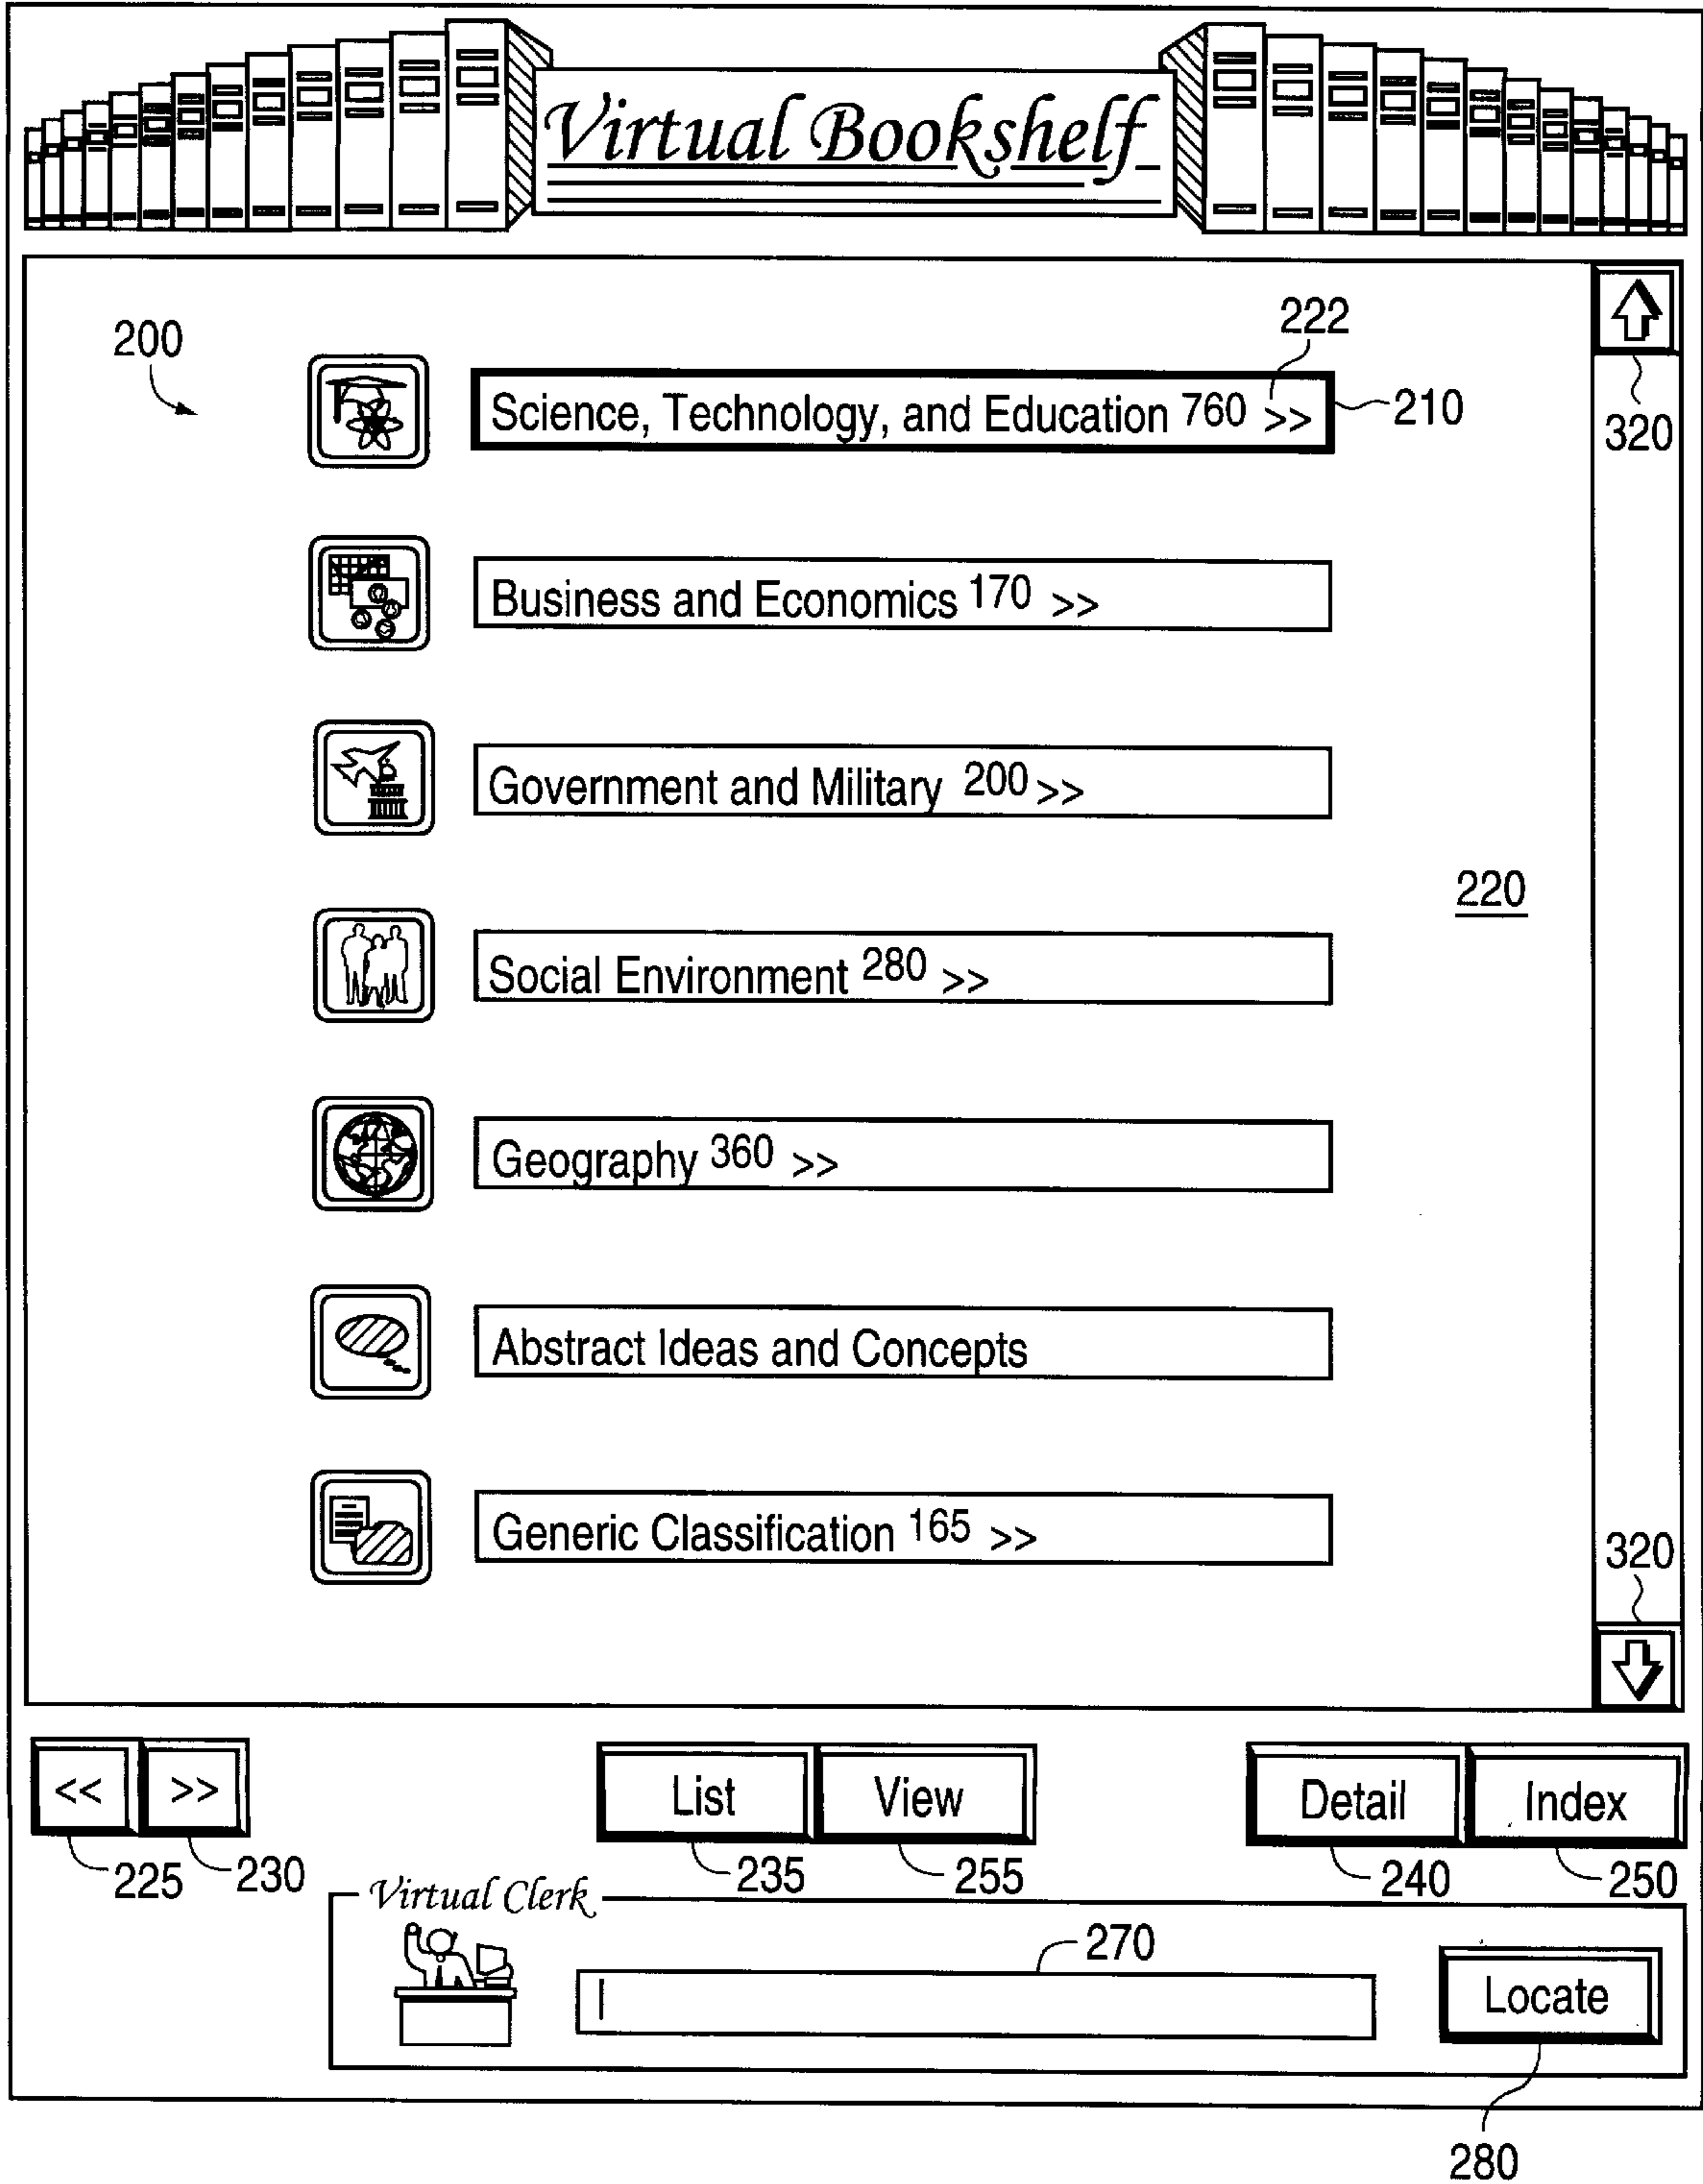 Virtual Bookshelf
200
222
Science, Technology, and Education 760 >>
210
320
Business and Economics 170 >>
Government and Military 200 >>
220
Social Environment 280 >>
Geography 360 >>
Abstract Ideas and Concepts
Generic Classification 165 >>
320
<< >> List View Detail Index
225 230 235 255 240 250
Virtual Clerk
270
Locate
280